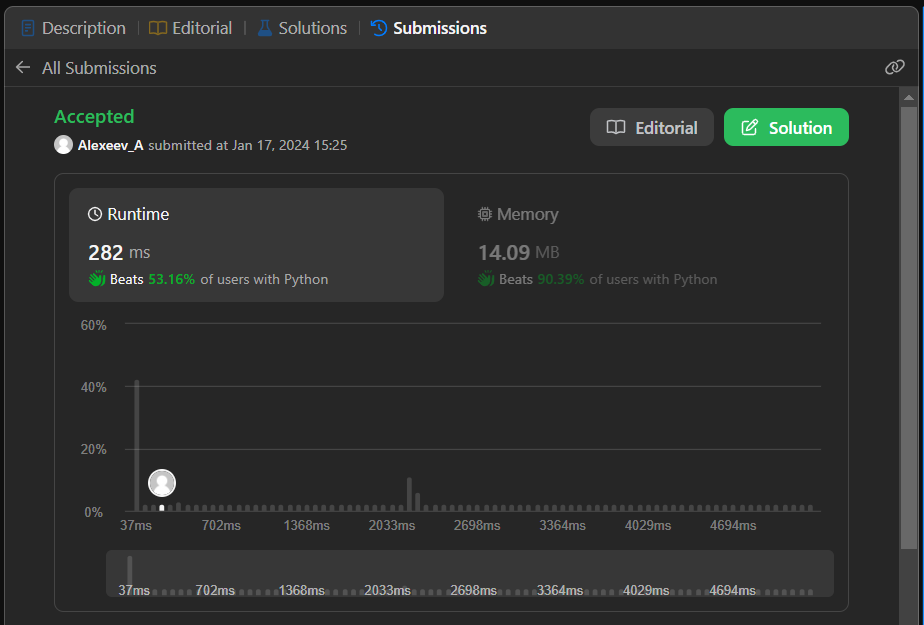 Description | Editorial | Solutions | Submissions
All Submissions
Accepted
Alexeev_A submitted at Jan 17, 2024 15:25
Editorial
Solution
Runtime
282 ms
Beats 53.16% of users with Python
Memory
14.09 MB
Beats 90.39% of users with Python
60%
40%
20%
0%
37ms 702ms 1368ms 2033ms 2698ms 3364ms 4029ms 4694ms
37ms 702ms 1368ms 2033ms 2698ms 3364ms 4029ms 4694ms